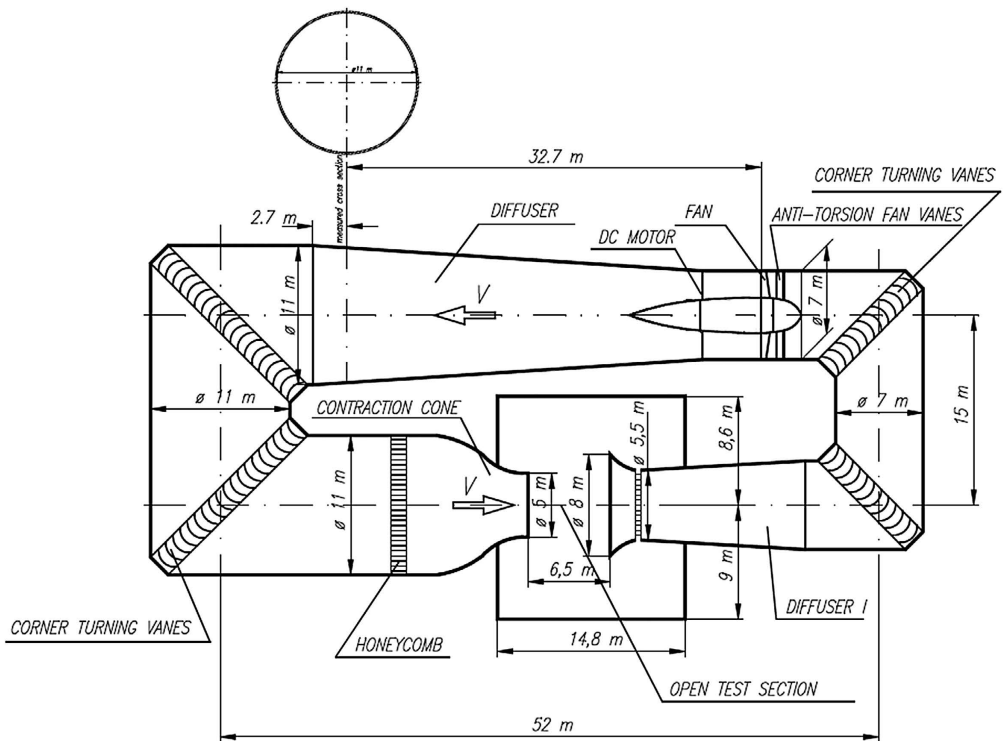 ø11 m
measured cross section
32.7 m
CORNER TURNING VANES
2.7 m
DIFFUSER
FAN
ANTI-TORSION FAN VANES
DC MOTOR
ø 11 m
V
ø 7 m
ø 11 m
CONTRACTION CONE
ø 5,5 m
8,6 m
ø 7 m
15 m
ø 11 m
V
ø 5 m
ø 8 m
6,5 m
9 m
DIFFUSER I
CORNER TURNING VANES
HONEYCOMB
14,8 m
OPEN TEST SECTION
52 m